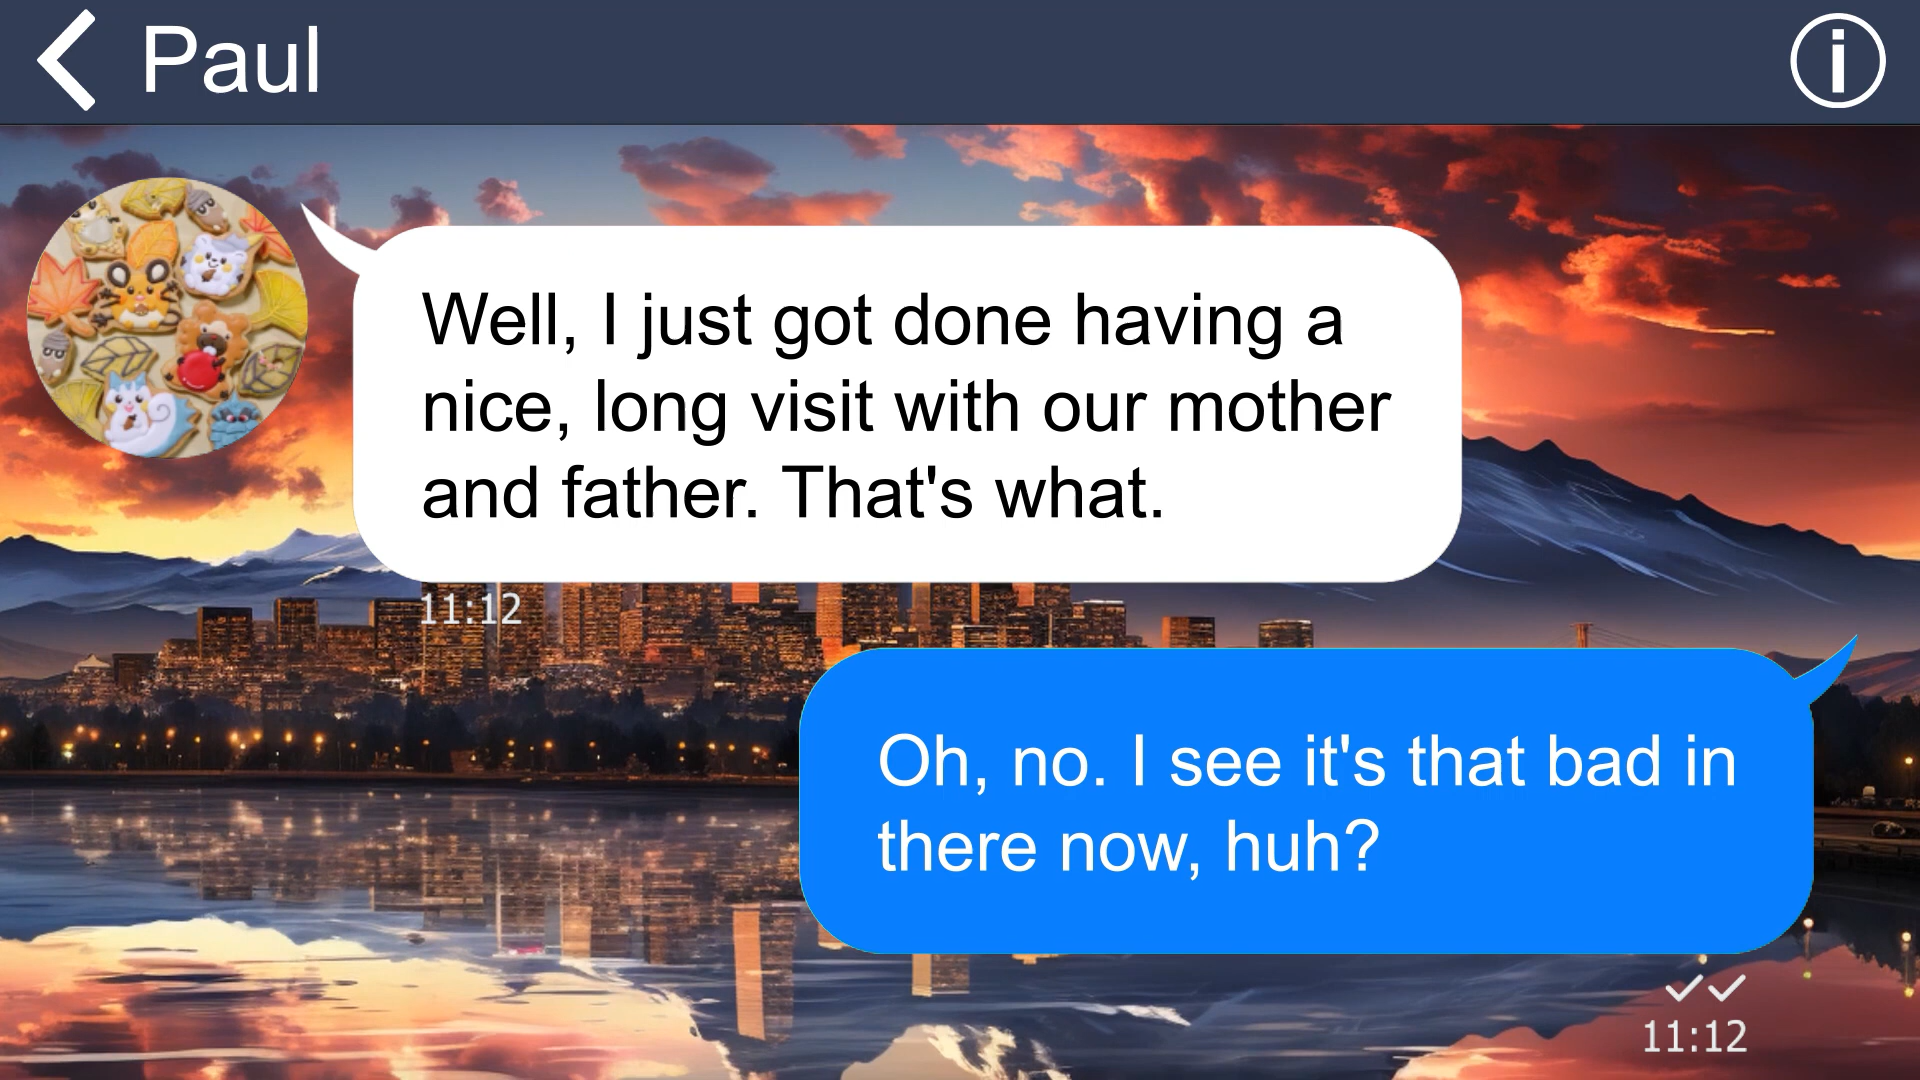 Paul
Well, I just got done having a
nice, long visit with our mother
and father. That's what.
11:12
Oh, no. I see it's that bad in
there now, huh?
11:12